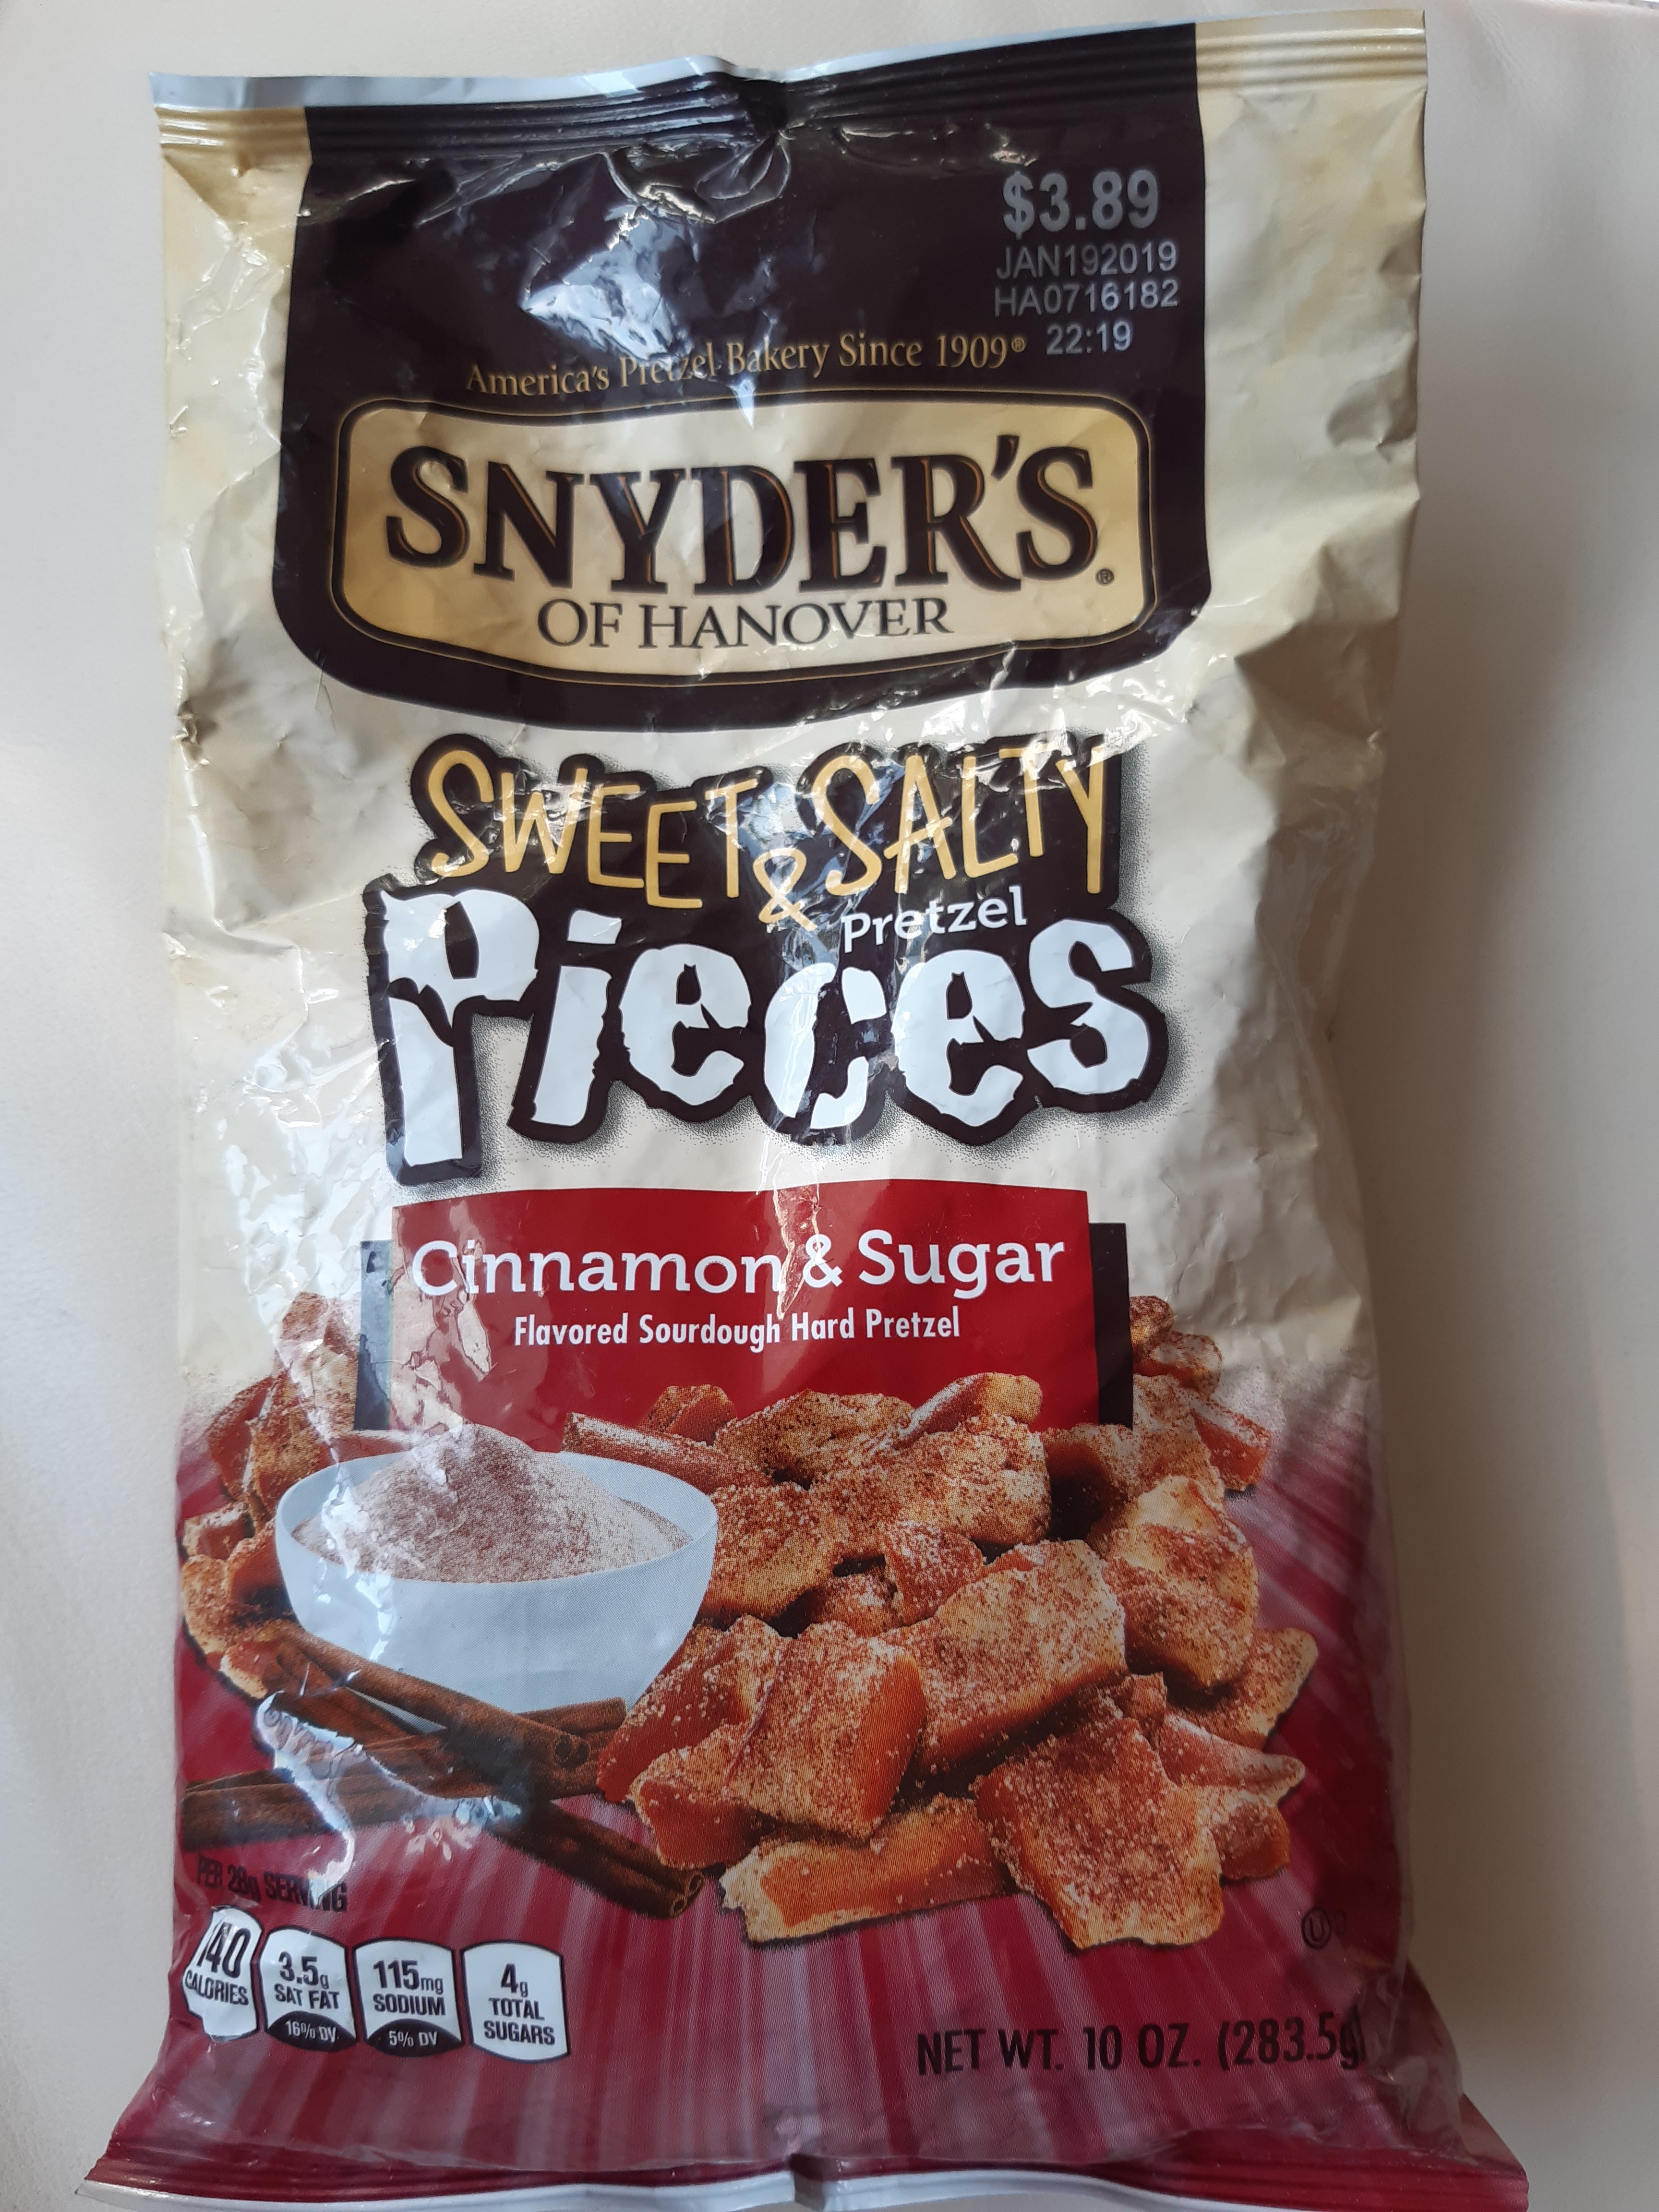 $3.89
JAN192019
HA0716182
22:19
America's Pretzel Bakery Since 1909®
SNYDER'S®
OF HANOVER
SWEET & SALTY
Pretzel
Pieces
Cinnamon & Sugar
Flavored Sourdough Hard Pretzel
PER 28g SERVING
140
CALORIES
3.5g
SAT FAT
16% DV
115mg
SODIUM
5% DV
4g
TOTAL
SUGARS
U
NET WT. 10 OZ. (283.5g)